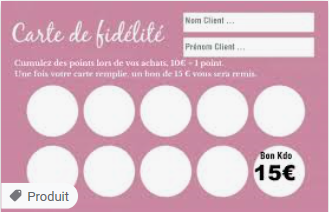 Carte de fidélité
Nom Client ...
Prénom Client ...
Cumulez des points lors de vos achats, 10€ = 1 point.
Une fois votre carte remplie, un bon de 15 € vous sera remis.
Bon Kdo
15€
Produit